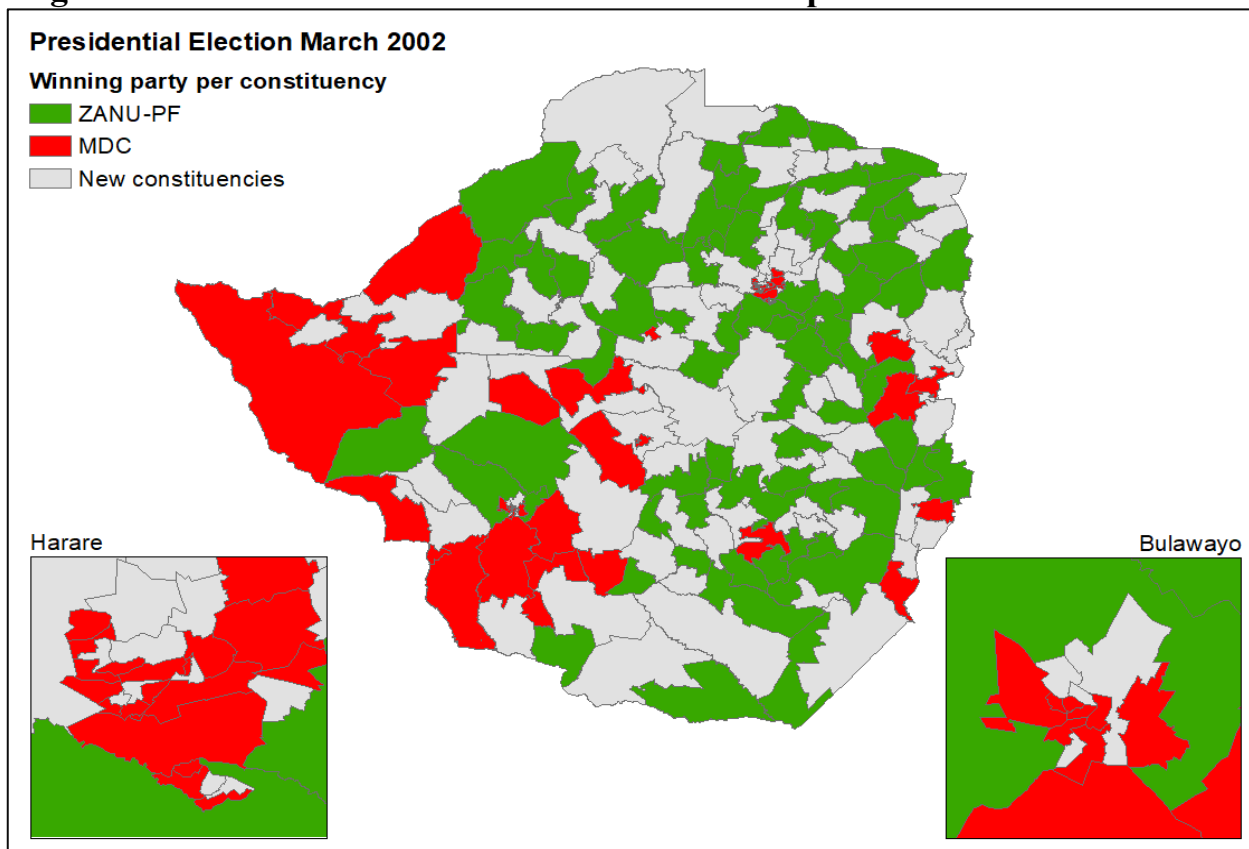 Presidential Election March 2002
Winning party per constituency
ZANU-PF
MDC
New constituencies
Harare
Bulawayo